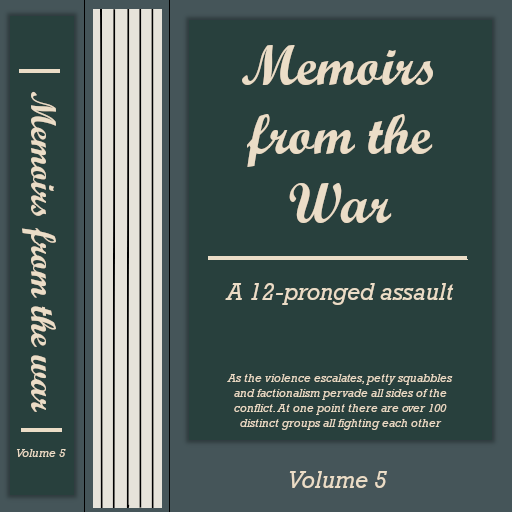 Memoirs from the war
Volume 5
Memoirs
from the
War
A 12-pronged assault
As the violence escalates, petty squabbles
and factionalism pervade all sides of the
conflict. At one point there are over 100
distinct groups all fighting each other
Volume 5